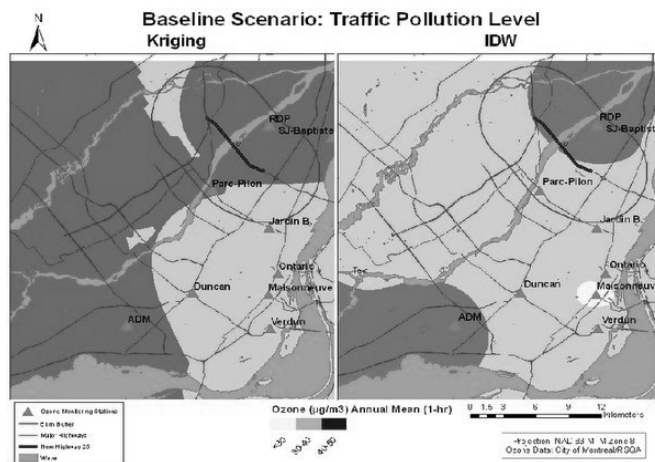 Baseline Scenario: Traffic Pollution Level
N
Kriging
IDW
RDP
SJ-Baptiste
Parc-Pilon
Jardin B.
Ontario
Duncan
Maisonneuve
ADM
Verdun
RDP
SJ-Baptiste
Parc-Pilon
Jardin B.
Ontario
Duncan
Maisonneuve
ADM
Verdun
Ozone Monitoring Stations
Major Highways
New Highway 25
Water
Ozone (µg/m3) Annual Mean (1-hr)
<30
30-40
40-50
0 1.5 3 6 9 12
Kilometers
Projection: NAD 83 M
Ozone Data: City of Montreal/RSQA